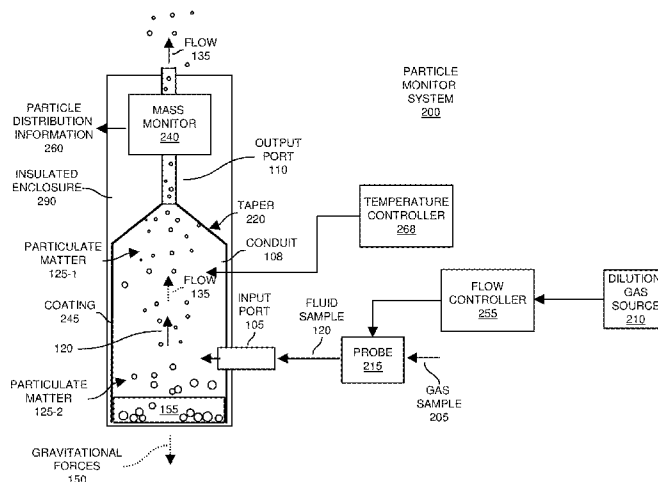 FLOW
135
PARTICLE
MONITOR
SYSTEM
200
PARTICLE
DISTRIBUTION
INFORMATION
260
MASS
MONITOR
240
OUTPUT
PORT
110
INSULATED
ENCLOSURE
290
TAPER
220
TEMPERATURE
CONTROLLER
268
PARTICULATE
MATTER
125-1
CONDUIT
108
FLOW
135
COATING
245
INPUT
PORT
105
FLUID
SAMPLE
120
FLOW
CONTROLLER
255
DILUTION
GAS
SOURCE
210
120
PROBE
215
GAS
SAMPLE
205
PARTICULATE
MATTER
125-2
155
GRAVITATIONAL
FORCES
150